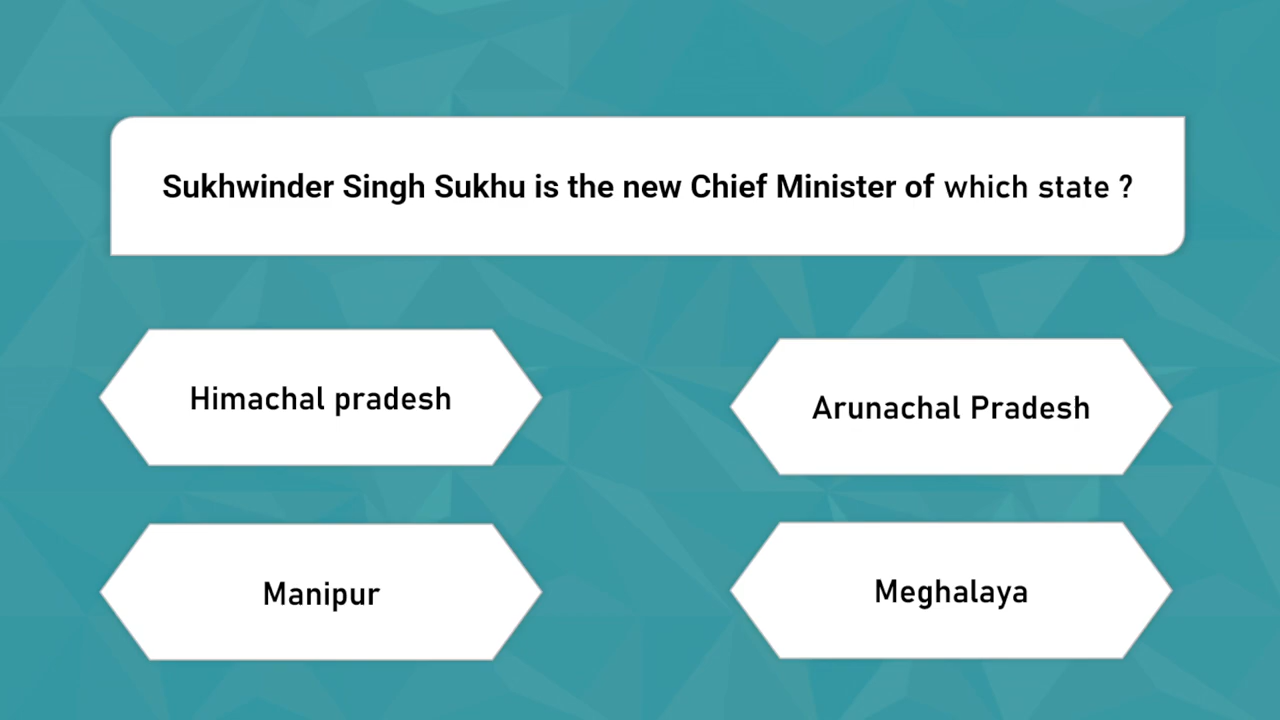 Sukhwinder Singh Sukhu is the new Chief Minister of which state ?
Himachal pradesh
Arunachal Pradesh
Manipur
Meghalaya